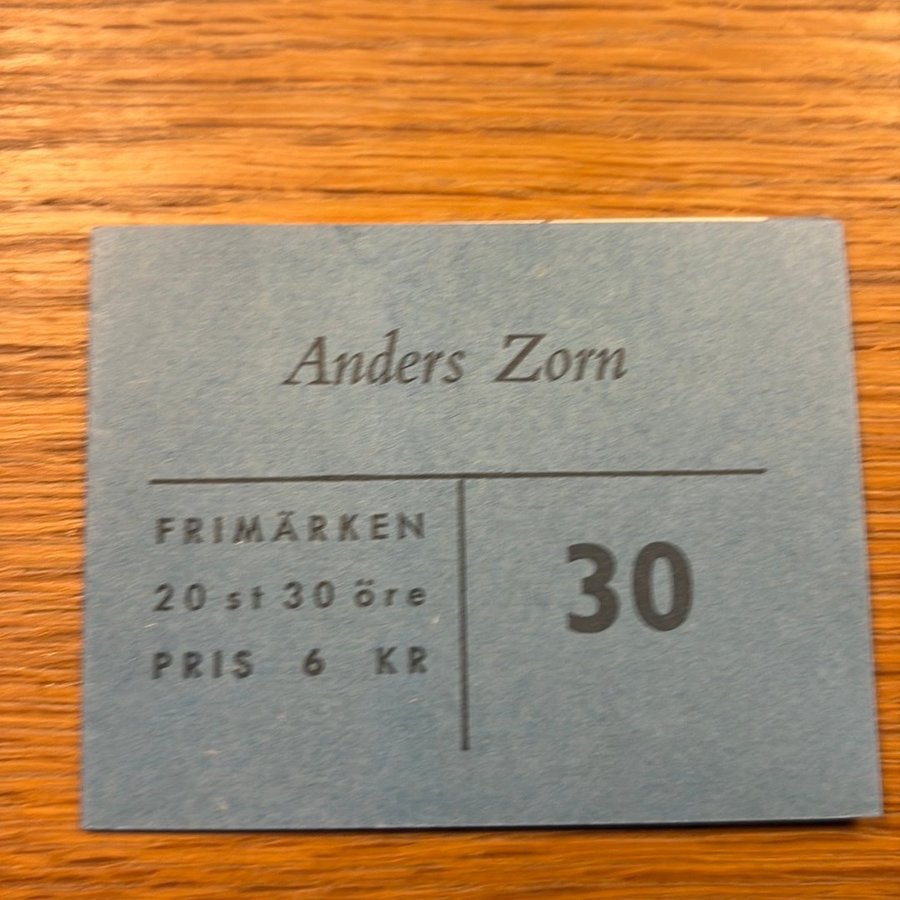 Anders Zorn
FRIMÄRKEN
20 st 30 öre
PRIS 6 KR
30